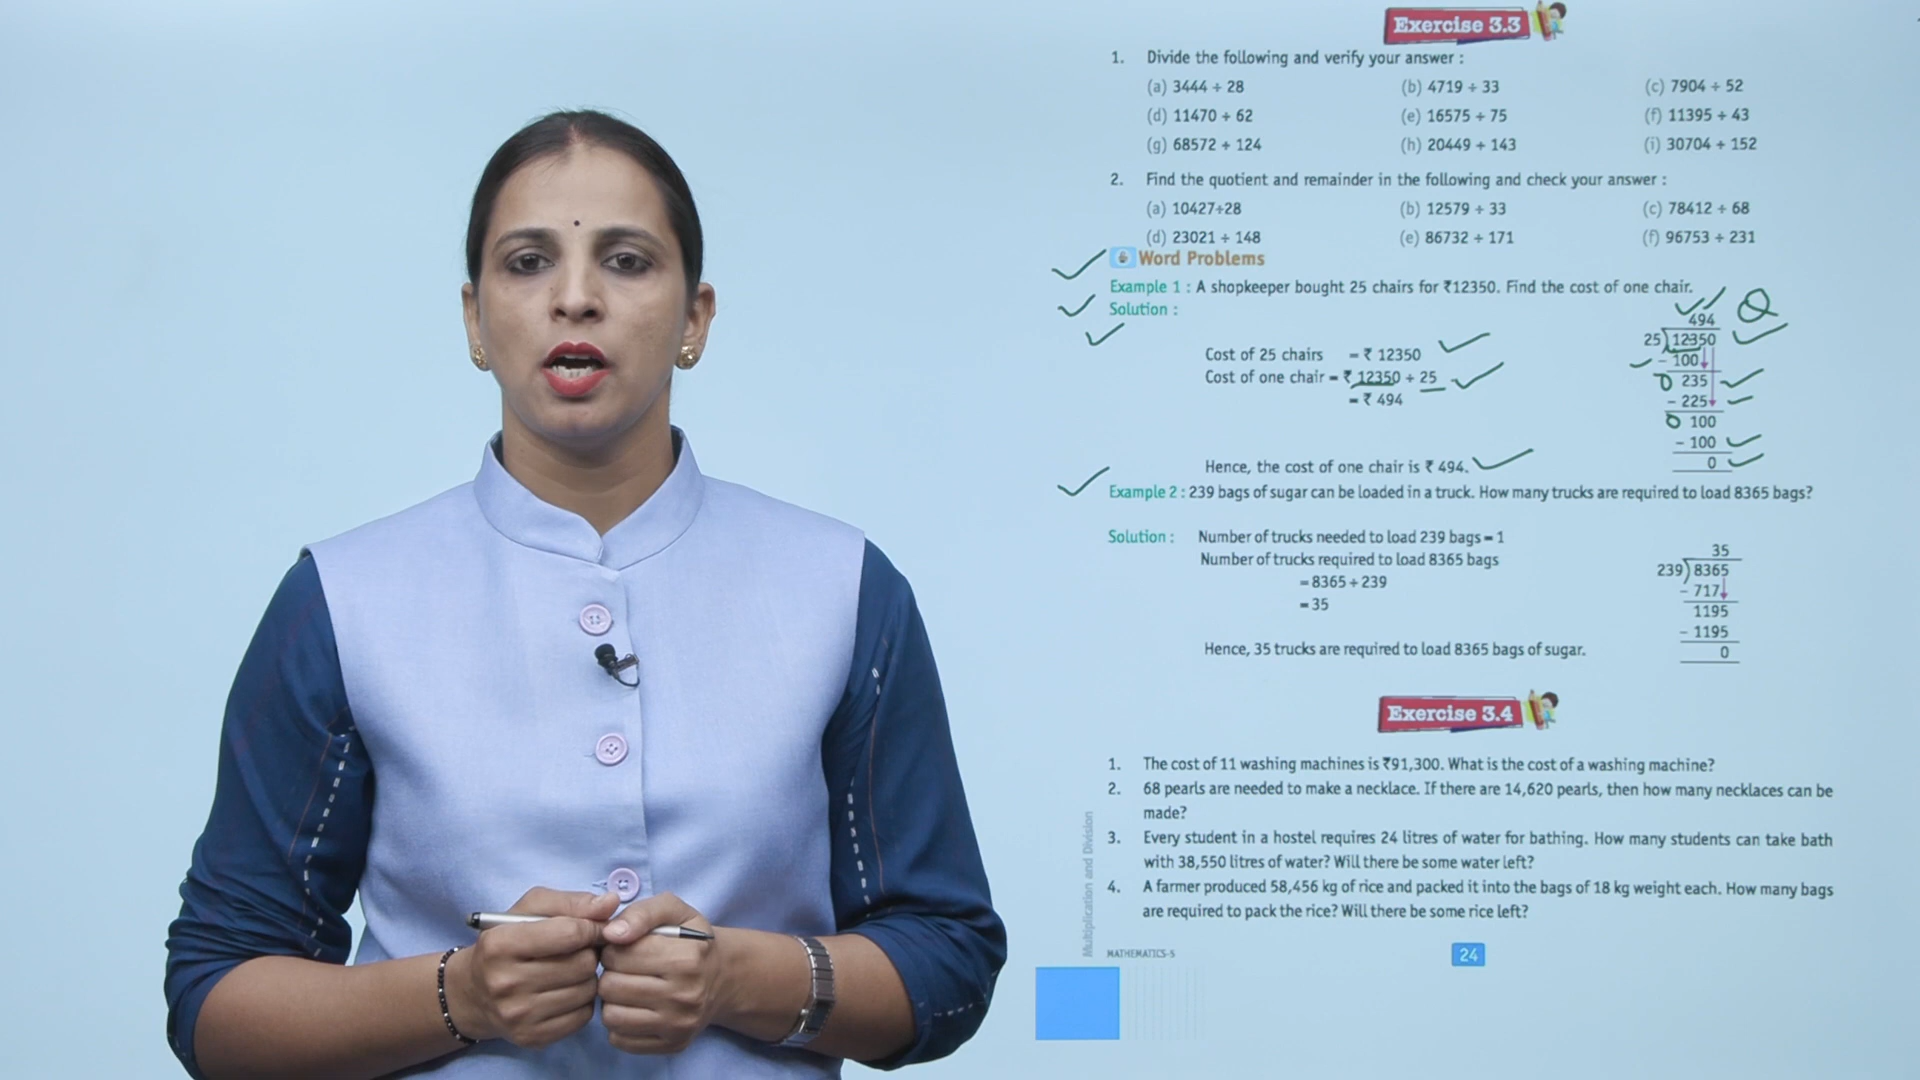 Exercise 3.3
1. Divide the following and verify your answer :
(a) 3444 ÷ 28 (b) 4719 ÷ 33 (c) 7904 ÷ 52
(d) 11470 ÷ 62 (e) 16575 ÷ 75 (f) 11395 ÷ 43
(g) 68572 ÷ 124 (h) 20449 ÷ 143 (i) 30704 ÷ 152
2. Find the quotient and remainder in the following and check your answer :
(a) 10427÷28 (b) 12579 ÷ 33 (c) 78412 ÷ 68
(d) 23021 ÷ 148 (e) 86732 ÷ 171 (f) 96753 ÷ 231
Word Problems
Example 1 : A shopkeeper bought 25 chairs for ₹12350. Find the cost of one chair.
Solution :
Cost of 25 chairs = ₹ 12350
Cost of one chair = ₹ 12350 ÷ 25
= ₹ 494
Hence, the cost of one chair is ₹ 494.
Q
494
25)12350
- 100
0 235
- 225
0 100
- 100
0
Example 2 : 239 bags of sugar can be loaded in a truck. How many trucks are required to load 8365 bags?
Solution : Number of trucks needed to load 239 bags = 1
Number of trucks required to load 8365 bags
= 8365 ÷ 239
= 35
Hence, 35 trucks are required to load 8365 bags of sugar.
35
239)8365
- 717
1195
- 1195
0
Exercise 3.4
1. The cost of 11 washing machines is ₹91,300. What is the cost of a washing machine?
2. 68 pearls are needed to make a necklace. If there are 14,620 pearls, then how many necklaces can be
made?
3. Every student in a hostel requires 24 litres of water for bathing. How many students can take bath
with 38,550 litres of water? Will there be some water left?
4. A farmer produced 58,456 kg of rice and packed it into the bags of 18 kg weight each. How many bags
are required to pack the rice? Will there be some rice left?
Multiplication and Division
MATHEMATICS-5
24